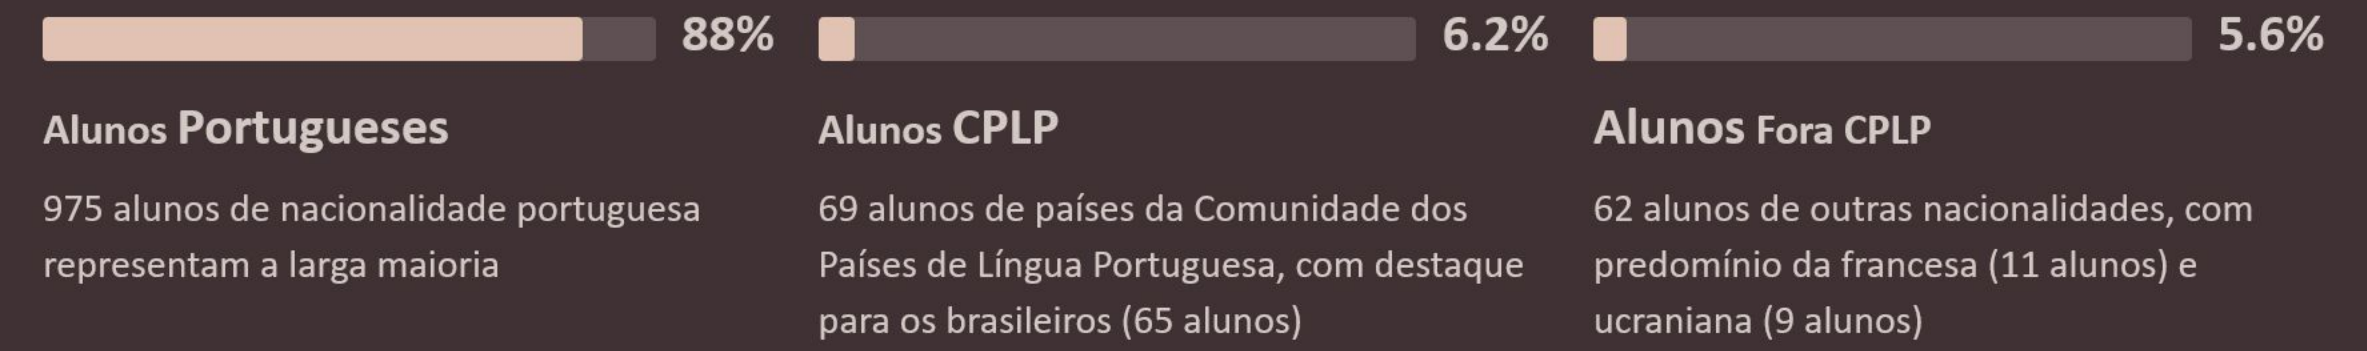 88%
Alunos Portugueses
975 alunos de nacionalidade portuguesa
representam a larga maioria
6.2%
Alunos CPLP
69 alunos de países da Comunidade dos
Países de Língua Portuguesa, com destaque
para os brasileiros (65 alunos)
5.6%
Alunos Fora CPLP
62 alunos de outras nacionalidades, com
predomínio da francesa (11 alunos) e
ucraniana (9 alunos)